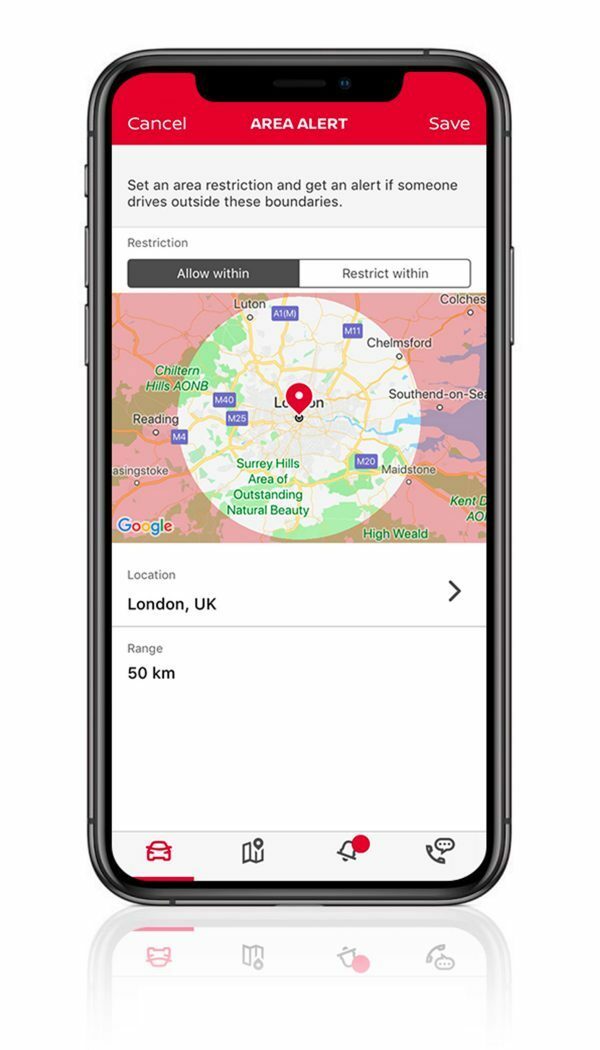 Cancel
AREA ALERT
Save
Set an area restriction and get an alert if someone
drives outside these boundaries.
Restriction
Allow within
Restrict within
Luton
A1(M)
Colches
M11
Chelmsford
Chiltern
Hills AONB
M40
M25
London
Southend-on-Sea
Reading
M4
asingstoke
Surrey Hills
Area of
Outstanding
Natural Beauty
M20
Maidstone
Kent D
AO
Google
High Weald
Location
London, UK
Range
50 km